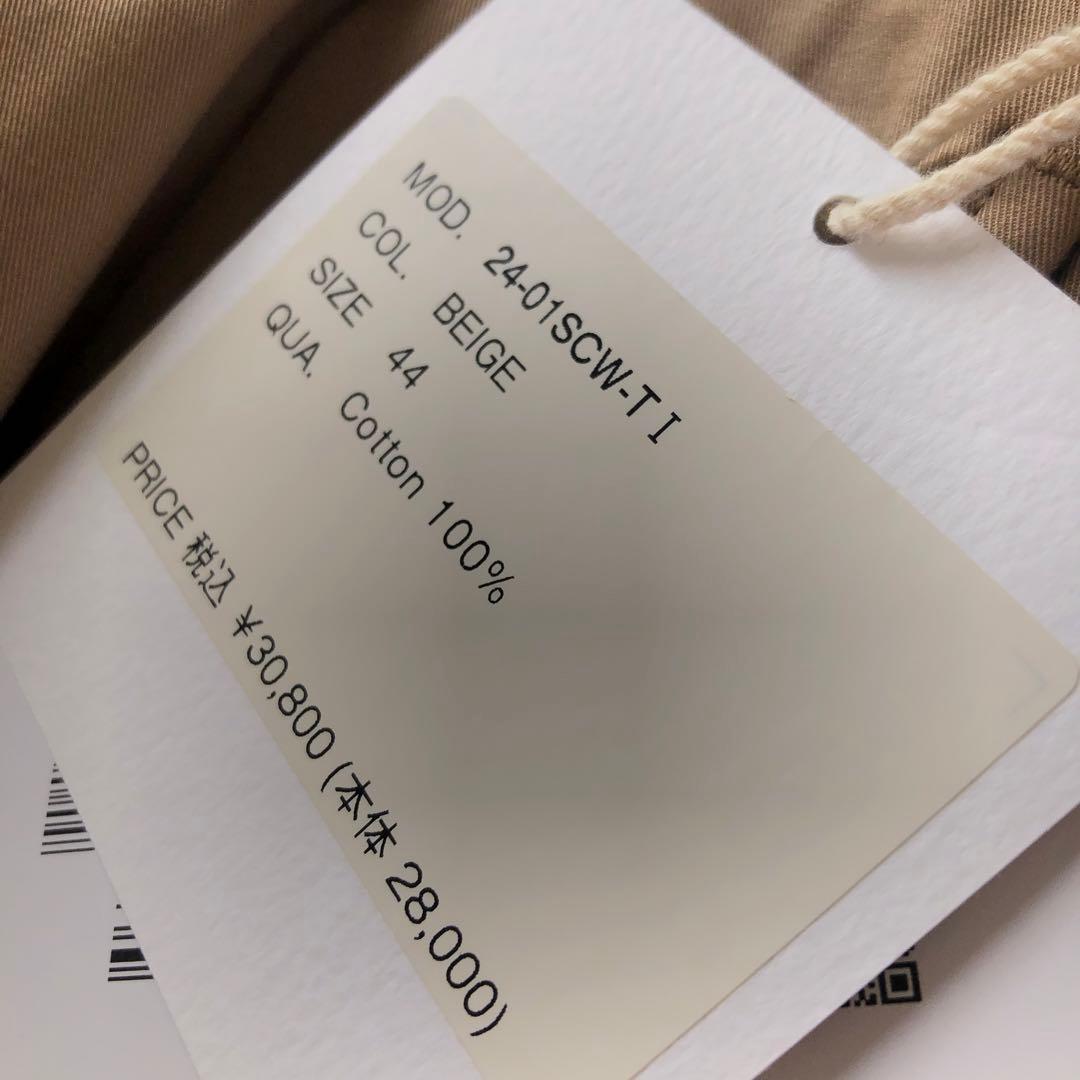 MOD. 24-01SCW-TⅠ
COL. BEIGE
SIZE 44
QUA. Cotton 100%
PRICE 税込 ¥30,800 (本体 28,000)